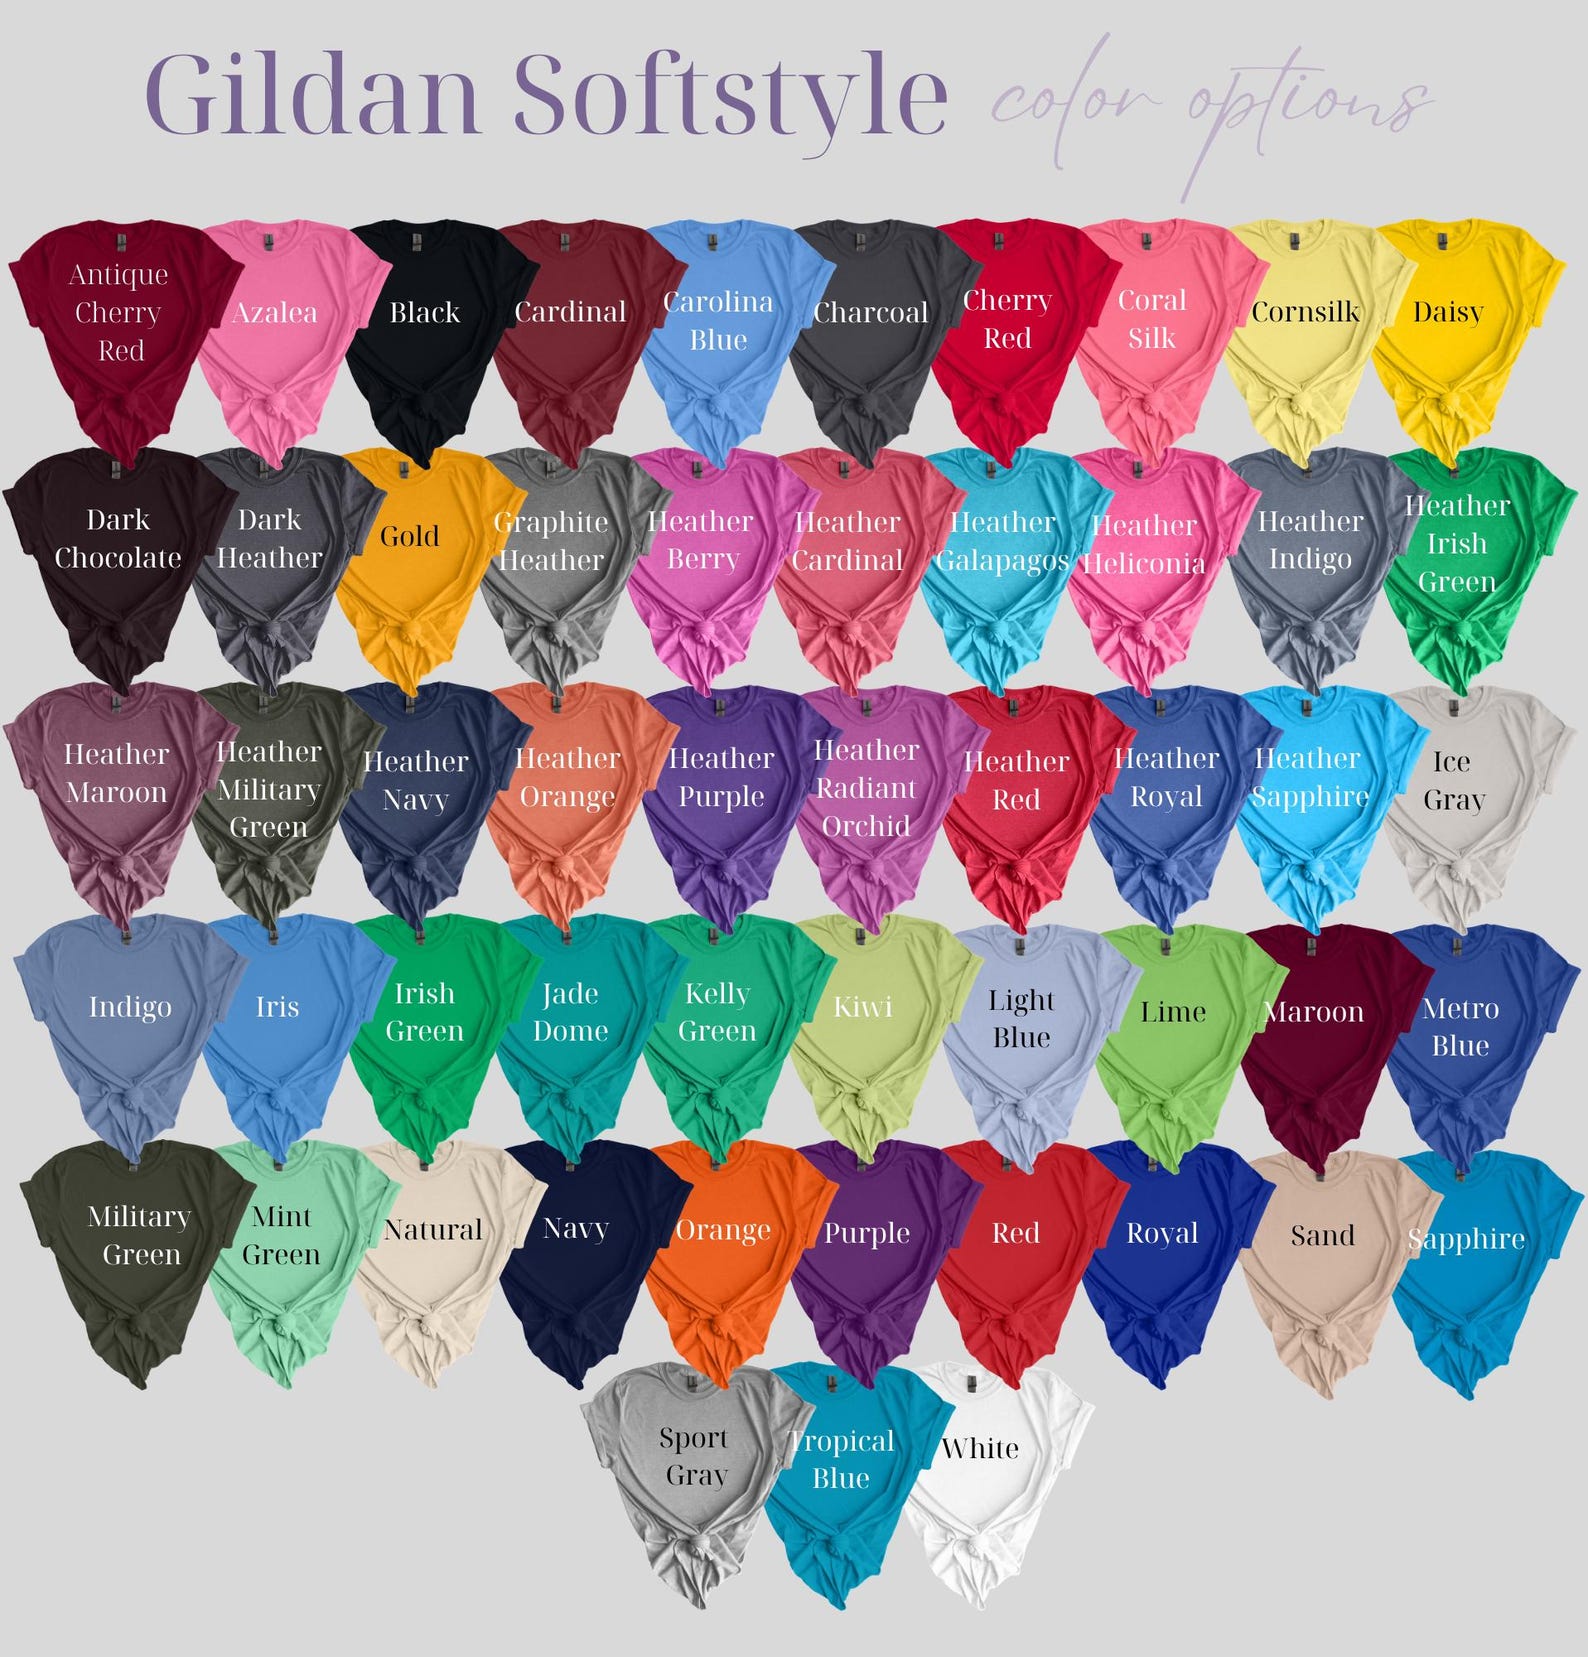 Gildan Softstyle color options
Antique
Cherry
Red
Azalea
Black
Cardinal
Carolina
Blue
Charcoal
Cherry
Red
Coral
Silk
Cornsilk
Daisy
Dark
Chocolate
Dark
Heather
Gold
Graphite
Heather
Heather
Berry
Heather
Cardinal
Heather
Galapagos
Heather
Heliconia
Heather
Indigo
Heather
Irish
Green
Heather
Maroon
Heather
Military
Green
Heather
Navy
Heather
Orange
Heather
Purple
Heather
Radiant
Orchid
Heather
Red
Heather
Royal
Heather
Sapphire
Ice
Gray
Indigo
Iris
Irish
Green
Jade
Dome
Kelly
Green
Kiwi
Light
Blue
Lime
Maroon
Metro
Blue
Military
Green
Mint
Green
Natural
Navy
Orange
Purple
Red
Royal
Sand
Sapphire
Sport
Gray
Tropical
Blue
White